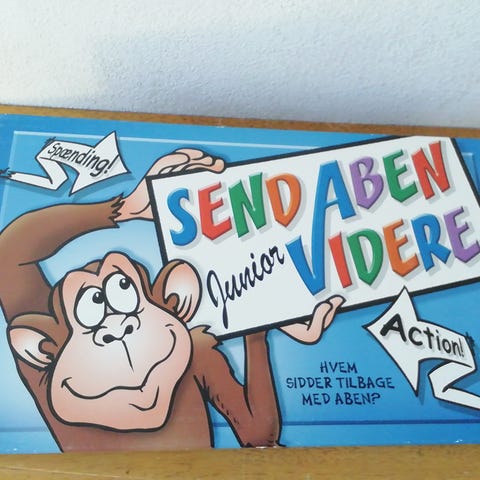 Spænding!
SEND ABEN
Junior VIDERE
Action!
HVEM
SIDDER TILBAGE
MED ABEN?